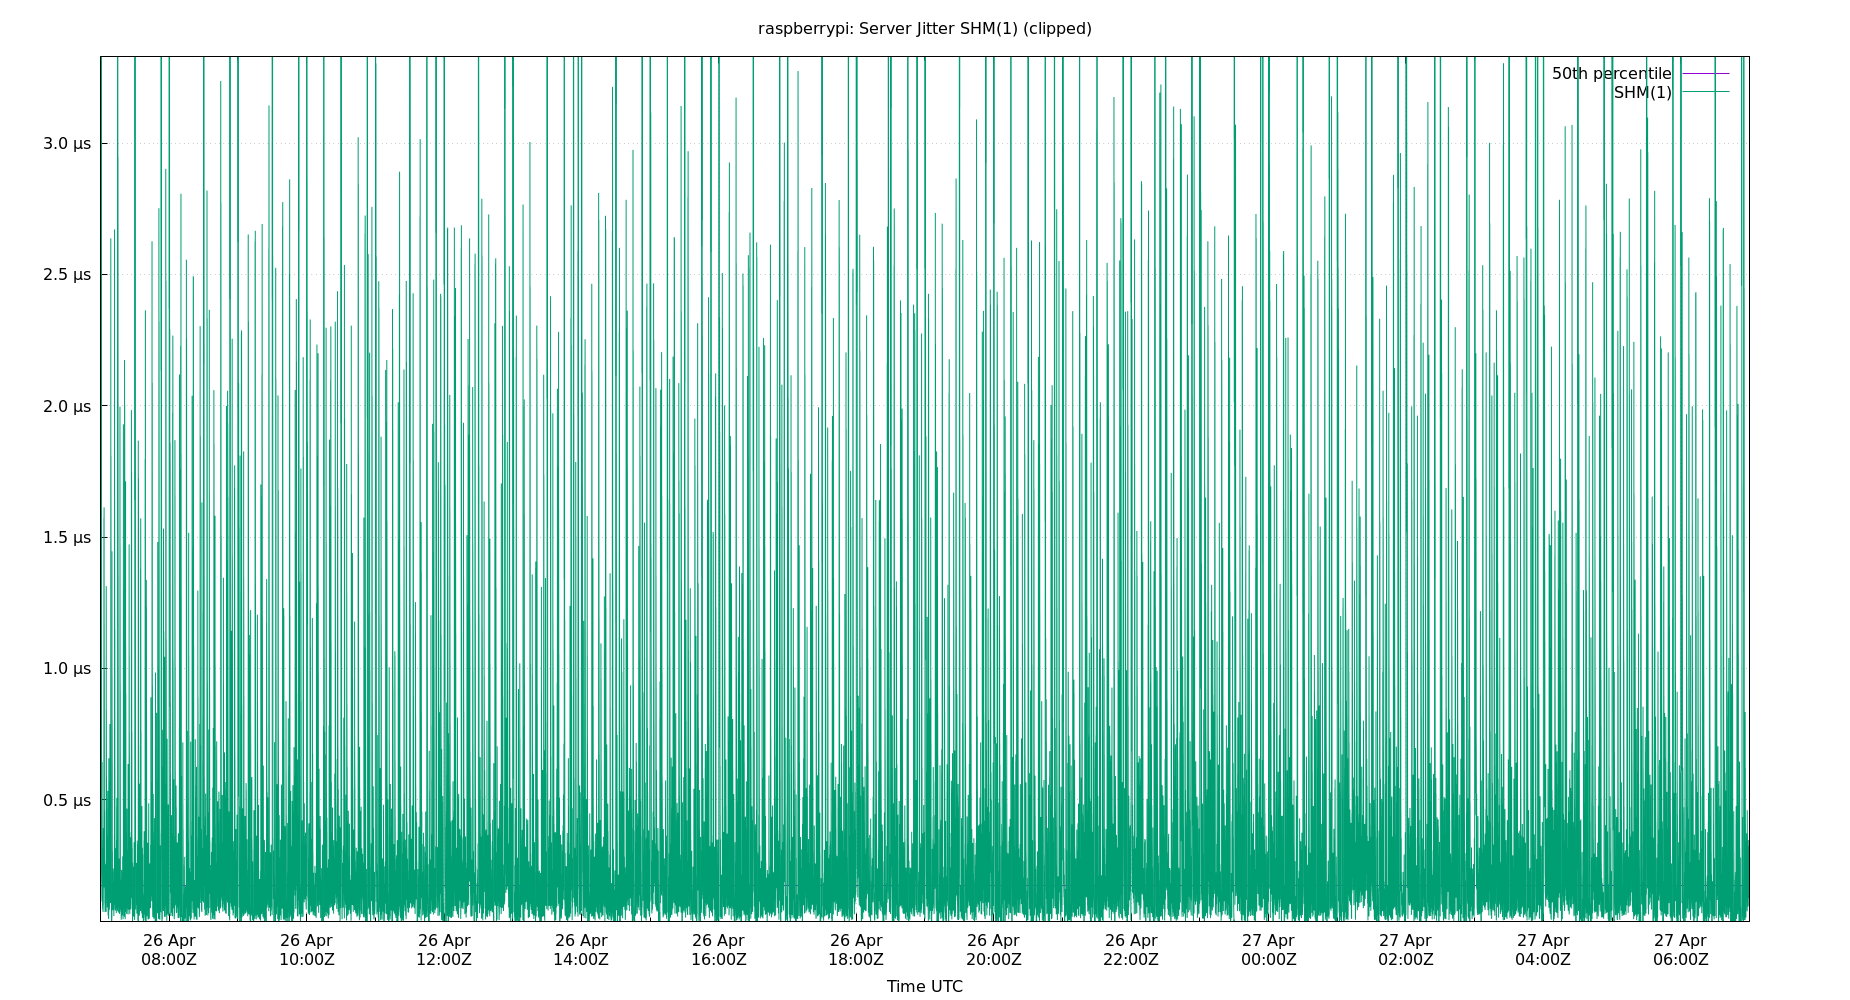 raspberrypi: Server Jitter SHM(1) (clipped)
50th percentile
SHM(1)
3.0 µs
2.5 µs
2.0 µs
1.5 µs
1.0 µs
0.5 µs
26 Apr 26 Apr 26 Apr 26 Apr 26 Apr 26 Apr 26 Apr 26 Apr 27 Apr 27 Apr 27 Apr 27 Apr
08:00Z 10:00Z 12:00Z 14:00Z 16:00Z 18:00Z 20:00Z 22:00Z 00:00Z 02:00Z 04:00Z 06:00Z
Time UTC